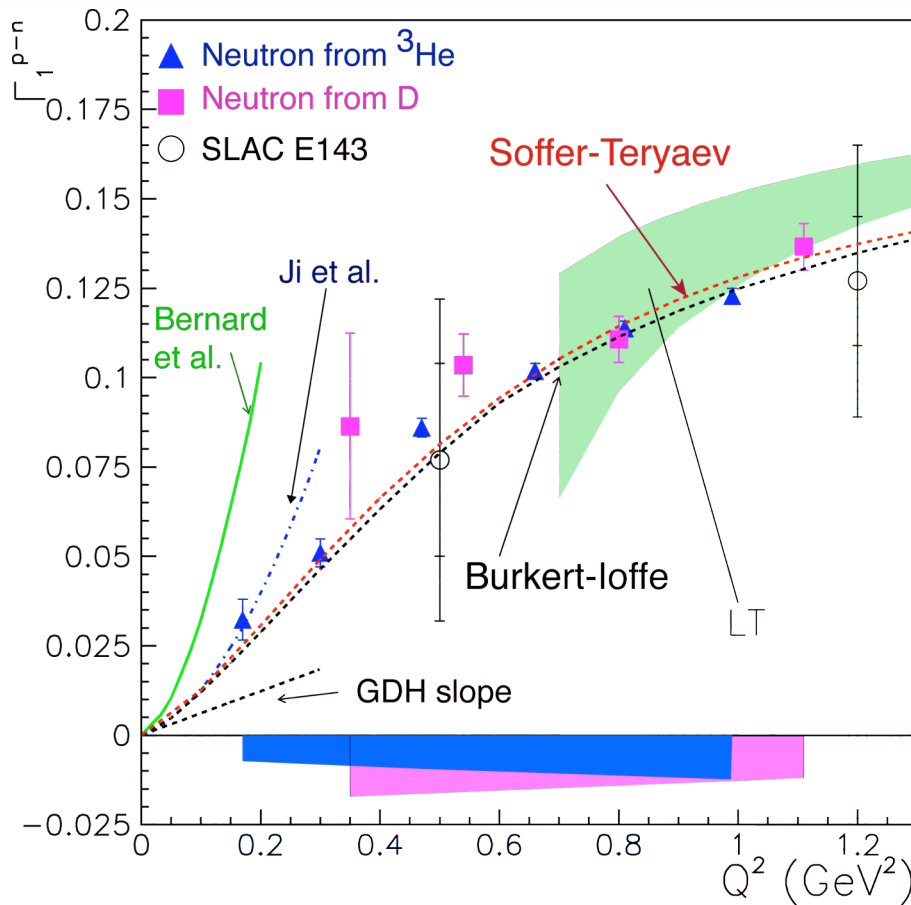 Γ₁ᵖ⁻ⁿ
0.2
0.175
0.15
0.125
0.1
0.075
0.05
0.025
0
−0.025
Neutron from ³He
Neutron from D
SLAC E143
Soffer-Teryaev
Ji et al.
Bernard
et al.
Burkert-Ioffe
LT
GDH slope
0 0.2 0.4 0.6 0.8 1 1.2
Q² (GeV²)